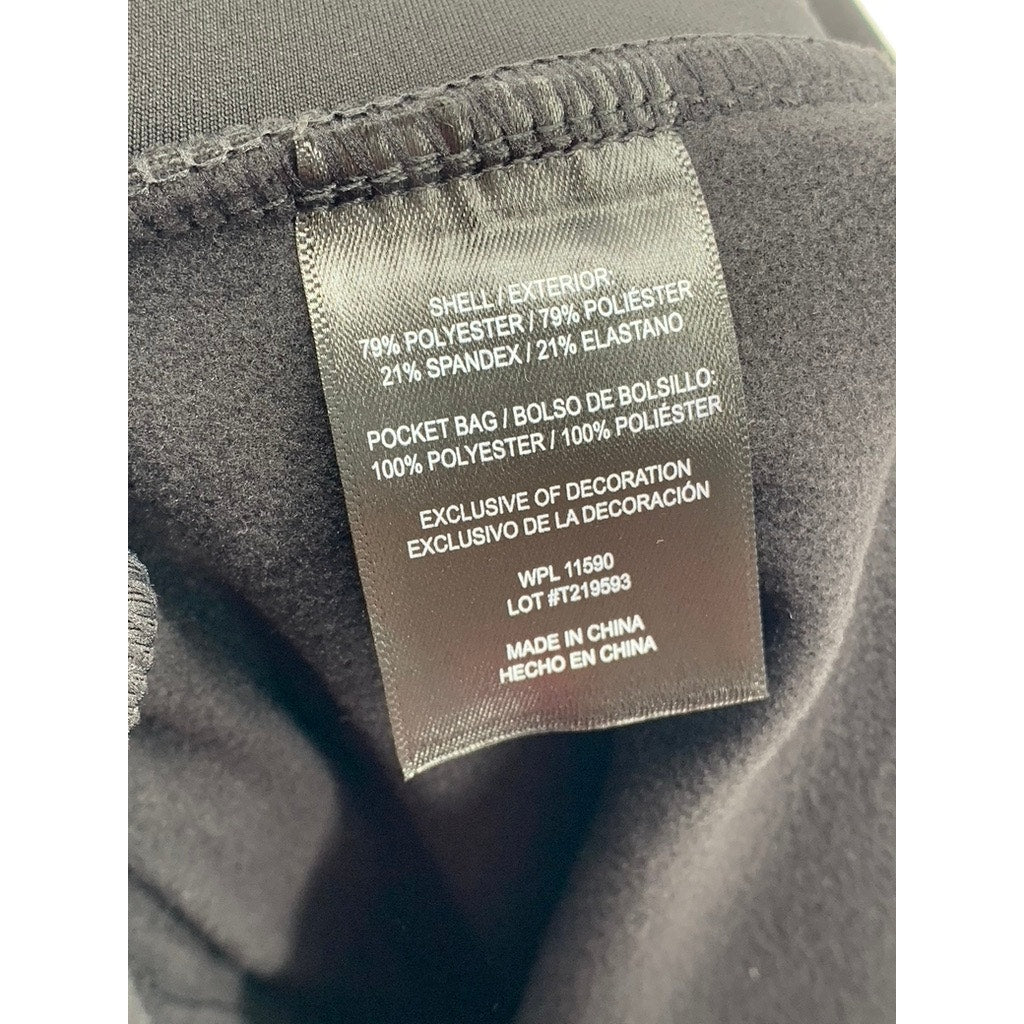 SHELL / EXTERIOR:
79% POLYESTER / 79% POLIÉSTER
21% SPANDEX / 21% ELASTANO
POCKET BAG / BOLSO DE BOLSILLO:
100% POLYESTER / 100% POLIÉSTER
EXCLUSIVE OF DECORATION
EXCLUSIVO DE LA DECORACIÓN
WPL 11590
LOT #T219593
MADE IN CHINA
HECHO EN CHINA